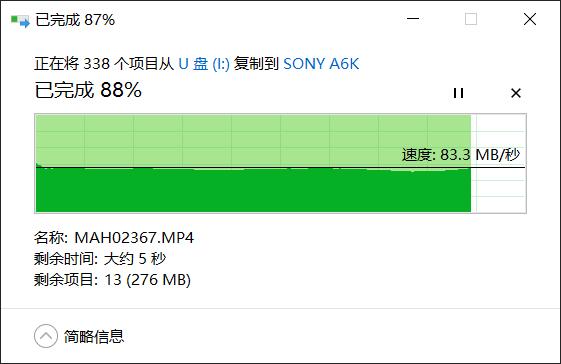 已完成 87%
正在将 338 个项目从 U 盘 (I:) 复制到 SONY A6K
已完成 88%
速度: 83.3 MB/秒
名称: MAH02367.MP4
剩余时间: 大约 5 秒
剩余项目: 13 (276 MB)
简略信息